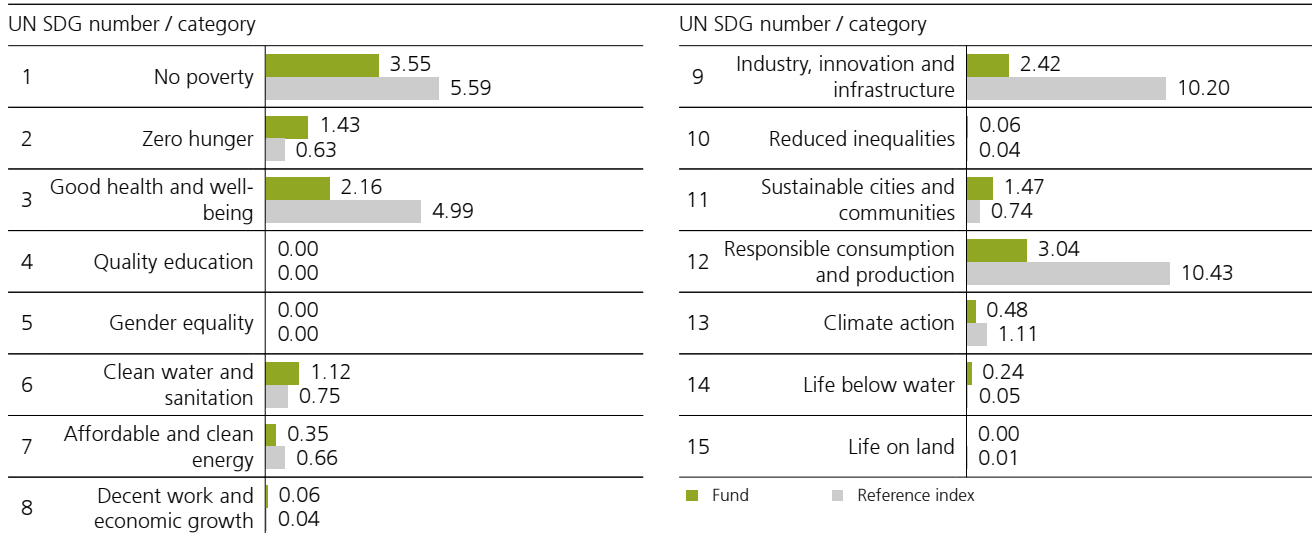 UN SDG number / category
1
No poverty
3.55
5.59
2
Zero hunger
1.43
0.63
3
Good health and well-
being
2.16
4.99
4
Quality education
0.00
0.00
5
Gender equality
0.00
0.00
6
Clean water and
sanitation
1.12
0.75
7
Affordable and clean
energy
0.35
0.66
8
Decent work and
economic growth
0.06
0.04
UN SDG number / category
9
Industry, innovation and
infrastructure
2.42
10.20
10
Reduced inequalities
0.06
0.04
11
Sustainable cities and
communities
1.47
0.74
12
Responsible consumption
and production
3.04
10.43
13
Climate action
0.48
1.11
14
Life below water
0.24
0.05
15
Life on land
0.00
0.01
Fund
Reference index